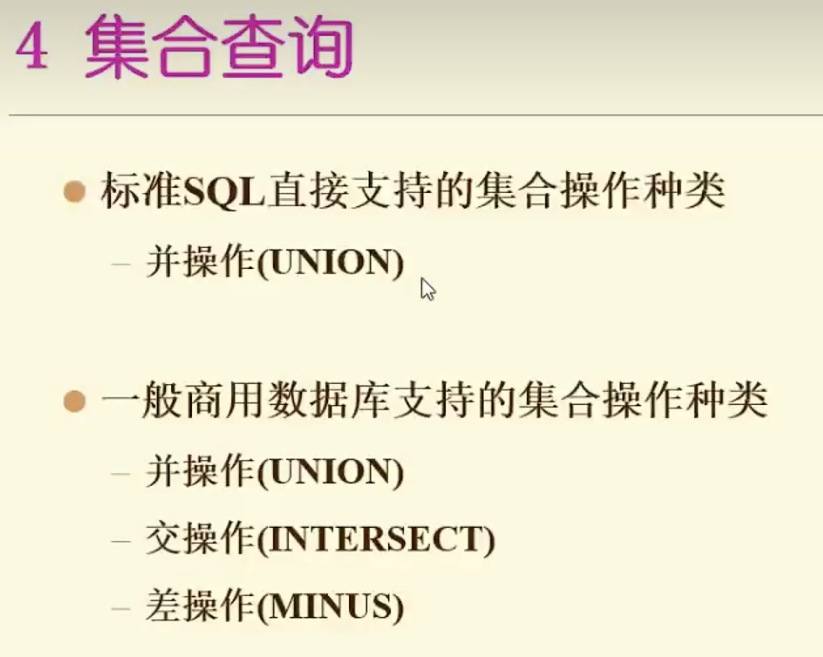 4 集合查询
标准SQL直接支持的集合操作种类
– 并操作(UNION)
一般商用数据库支持的集合操作种类
– 并操作(UNION)
– 交操作(INTERSECT)
– 差操作(MINUS)